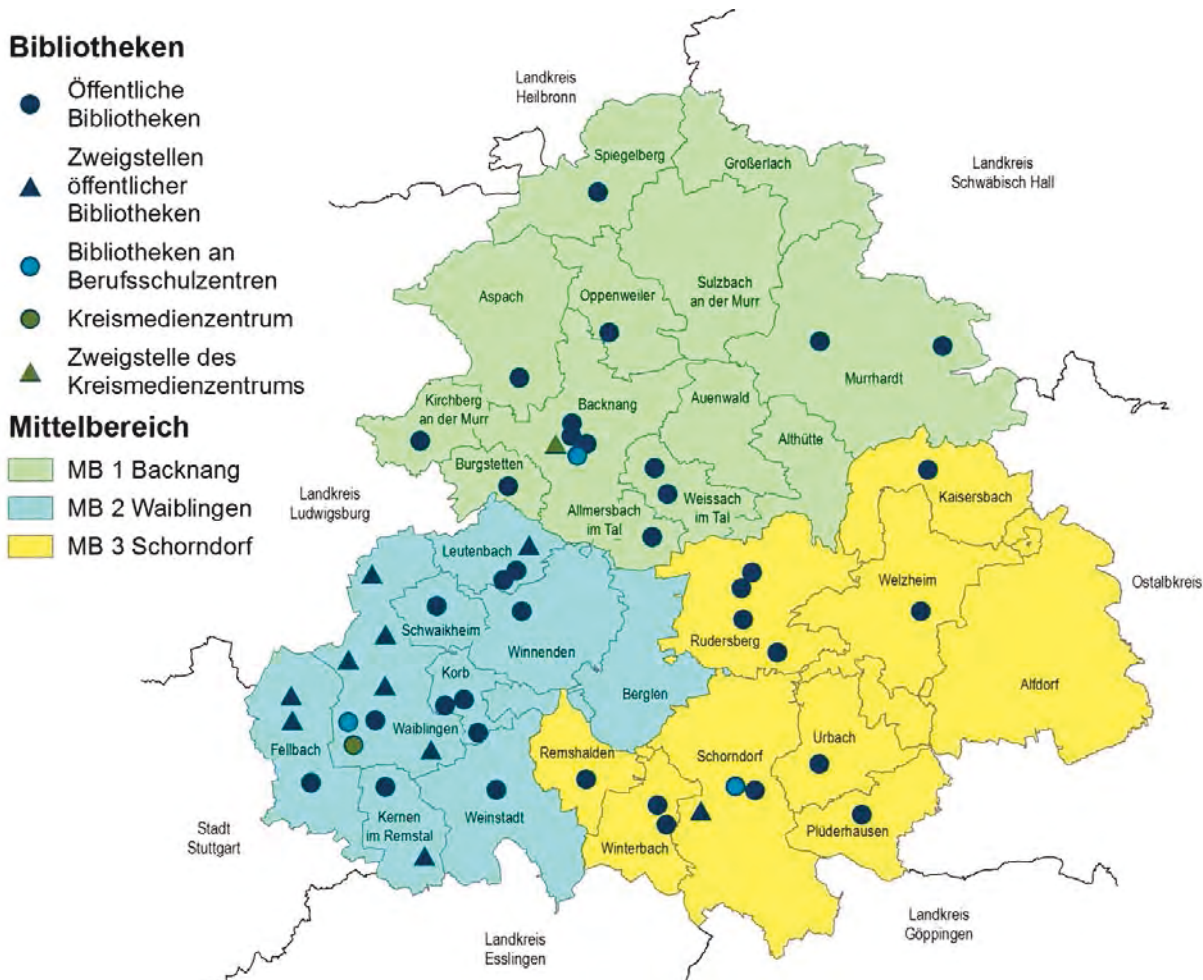 Bibliotheken
Öffentliche
Bibliotheken
Zweigstellen
öffentlicher
Bibliotheken
Bibliotheken an
Berufsschulzentren
Kreismedienzentrum
Zweigstelle des
Kreismedienzentrums
Mittelbereich
MB 1 Backnang
MB 2 Waiblingen
MB 3 Schorndorf
Landkreis
Heilbronn
Landkreis
Schwäbisch Hall
Spiegelberg
Großerlach
Aspach
Oppenweiler
Sulzbach
an der Murr
Murrhardt
Kirchberg
an der Murr
Backnang
Auenwald
Althütte
Burgstetten
Allmersbach
im Tal
Weissach
im Tal
Kaisersbach
Landkreis
Ludwigsburg
Leutenbach
Schwaikheim
Winnenden
Rudersberg
Welzheim
Ostalbkreis
Korb
Berglen
Alfdorf
Fellbach
Waiblingen
Remshalden
Schorndorf
Urbach
Kernen
im Remstal
Weinstadt
Winterbach
Plüderhausen
Stadt
Stuttgart
Landkreis
Esslingen
Landkreis
Göppingen